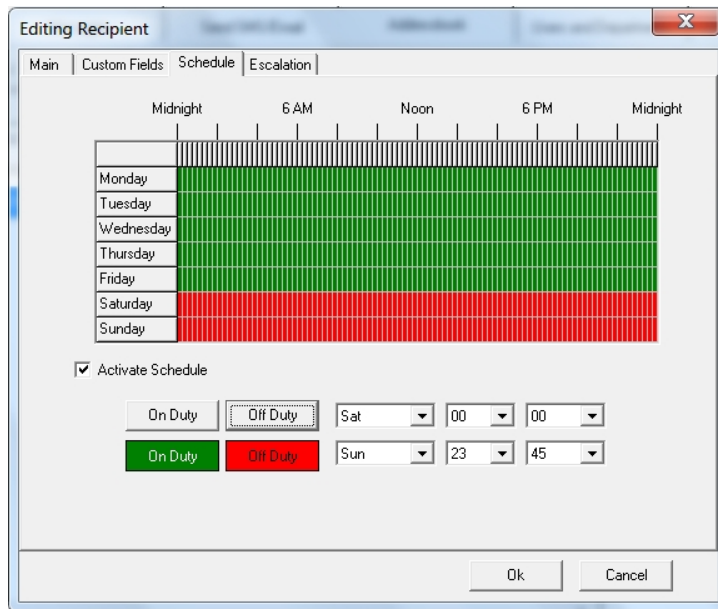 Editing Recipient
Main Custom Fields Schedule Escalation
Midnight 6 AM Noon 6 PM Midnight
Monday
Tuesday
Wednesday
Thursday
Friday
Saturday
Sunday
Activate Schedule
On Duty Off Duty Sat 00 00
On Duty Off Duty Sun 23 45
Ok Cancel